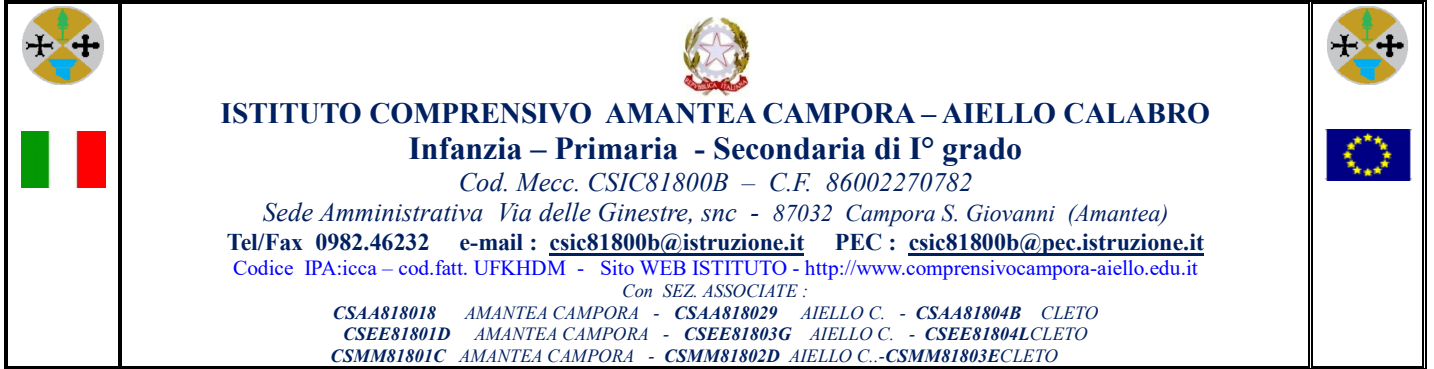 ISTITUTO COMPRENSIVO AMANTEA CAMPORA – AIELLO CALABRO
Infanzia – Primaria - Secondaria di I° grado
Cod. Mecc. CSIC81800B – C.F. 86002270782
Sede Amministrativa Via delle Ginestre, snc - 87032 Campora S. Giovanni (Amantea)
Tel/Fax 0982.46232 e-mail : csic81800b@istruzione.it PEC : csic81800b@pec.istruzione.it
Codice IPA:icca – cod.fatt. UFKHDM - Sito WEB ISTITUTO - http://www.comprensivocampora-aiello.edu.it
Con SEZ. ASSOCIATE :
CSAA818018 AMANTEA CAMPORA - CSAA818029 AIELLO C. - CSAA81804B CLETO
CSEE81801D AMANTEA CAMPORA - CSEE81803G AIELLO C. - CSEE81804LCLETO
CSMM81801C AMANTEA CAMPORA - CSMM81802D AIELLO C..-CSMM81803ECLETO